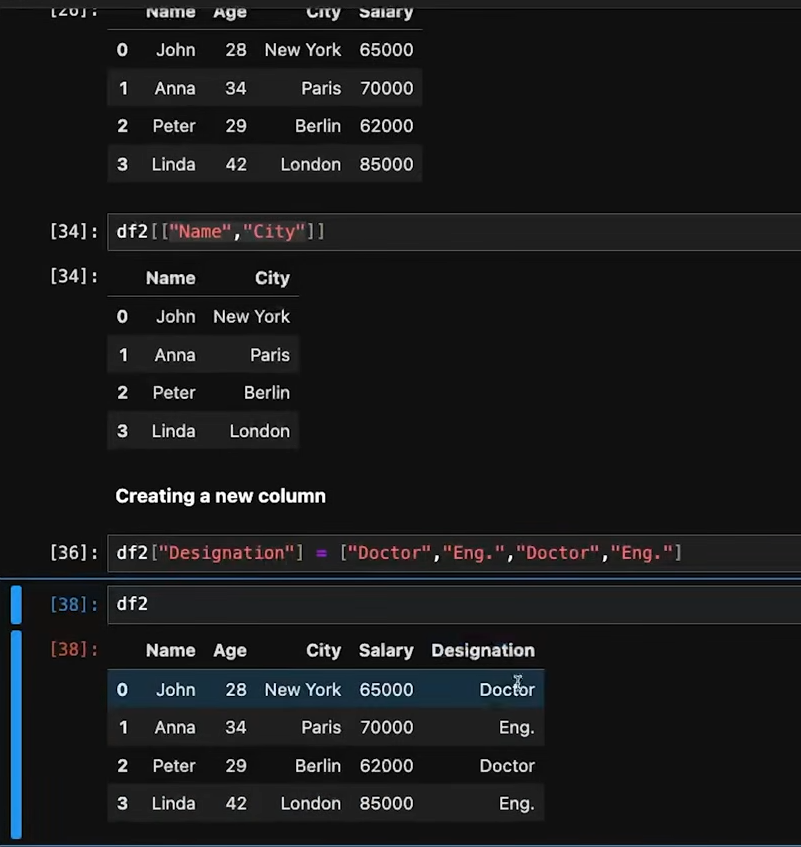 [26]: Name Age City Salary
0 John 28 New York 65000
1 Anna 34 Paris 70000
2 Peter 29 Berlin 62000
3 Linda 42 London 85000
[34]: df2[["Name","City"]]
[34]: Name City
0 John New York
1 Anna Paris
2 Peter Berlin
3 Linda London
Creating a new column
[36]: df2["Designation"] = ["Doctor","Eng.","Doctor","Eng."]
[38]: df2
[38]: Name Age City Salary Designation
0 John 28 New York 65000 Doctor
1 Anna 34 Paris 70000 Eng.
2 Peter 29 Berlin 62000 Doctor
3 Linda 42 London 85000 Eng.